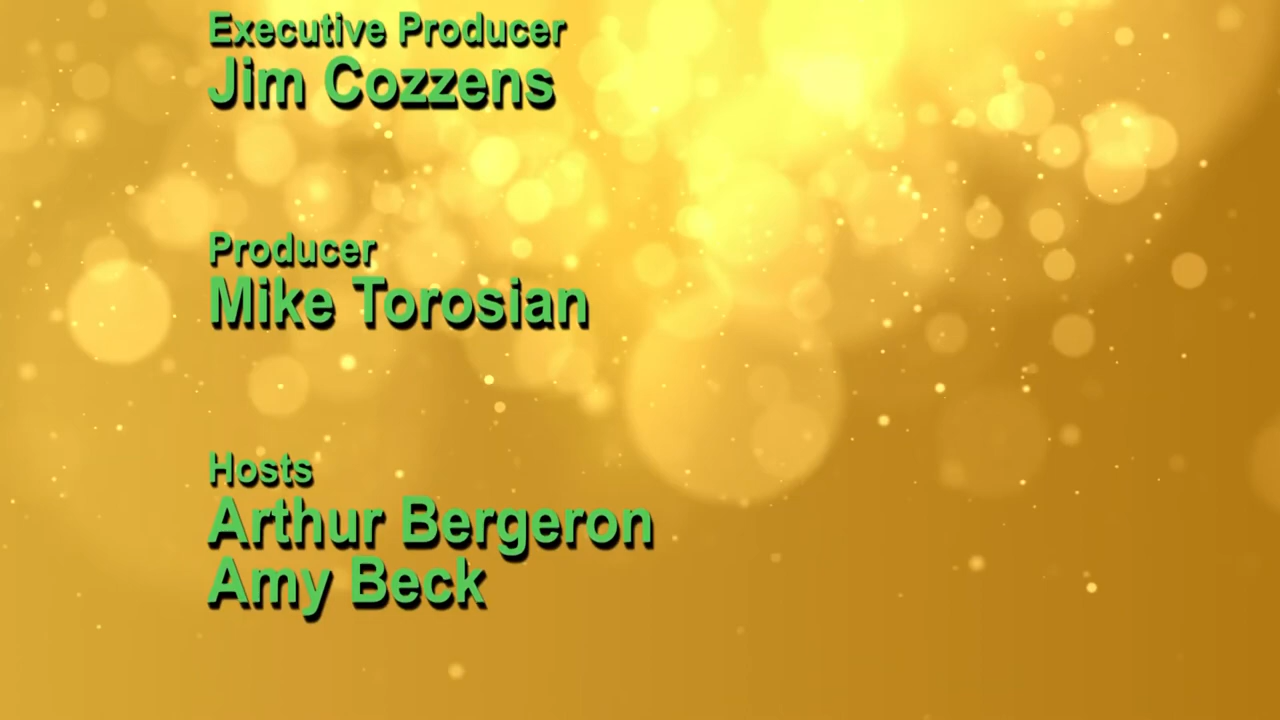 Executive Producer
Jim Cozzens
Producer
Mike Torosian
Hosts
Arthur Bergeron
Amy Beck